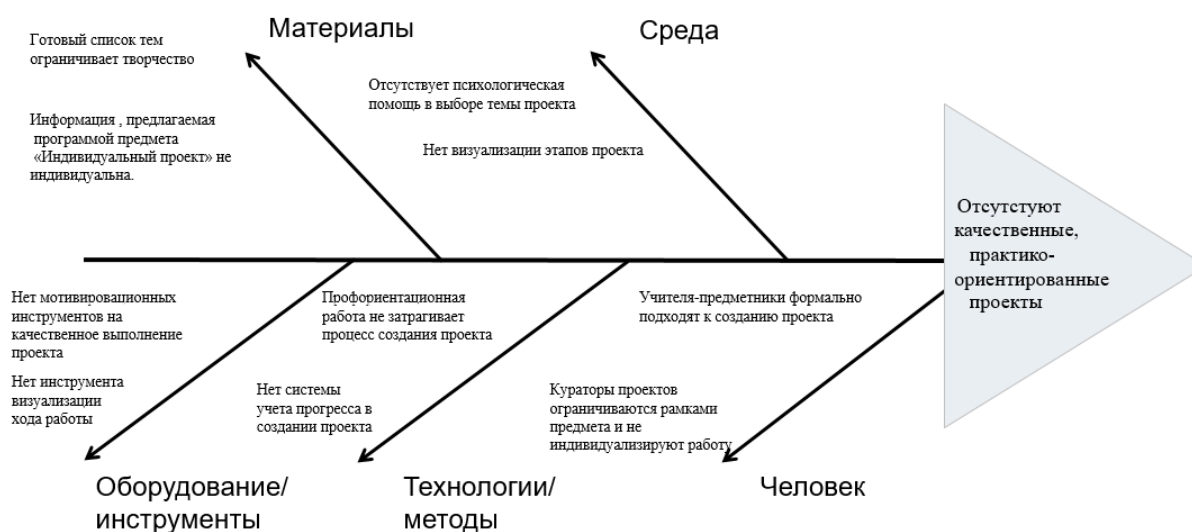 Материалы
Среда
Готовый список тем
ограничивает творчество
Отсутствует психологическая
помощь в выборе темы проекта
Информация , предлагаемая
программой предмета
«Индивидуальный проект» не
индивидуальна.
Нет визуализации этапов проекта
Отсутстуют
качественные,
практико-
ориентированные
проекты
Нет мотивировационных
инструментов на
качественное выполнение
проекта
Профориентационная
работа не затрагивает
процесс создания проекта
Учителя-предметники формально
подходят к созданию проекта
Нет инструмента
визуализации
хода работы
Нет системы
учета прогресса в
создании проекта
Кураторы проектов
ограничиваются рамками
предмета и не
индивидуализируют работу
Оборудование/
инструменты
Технологии/
методы
Человек